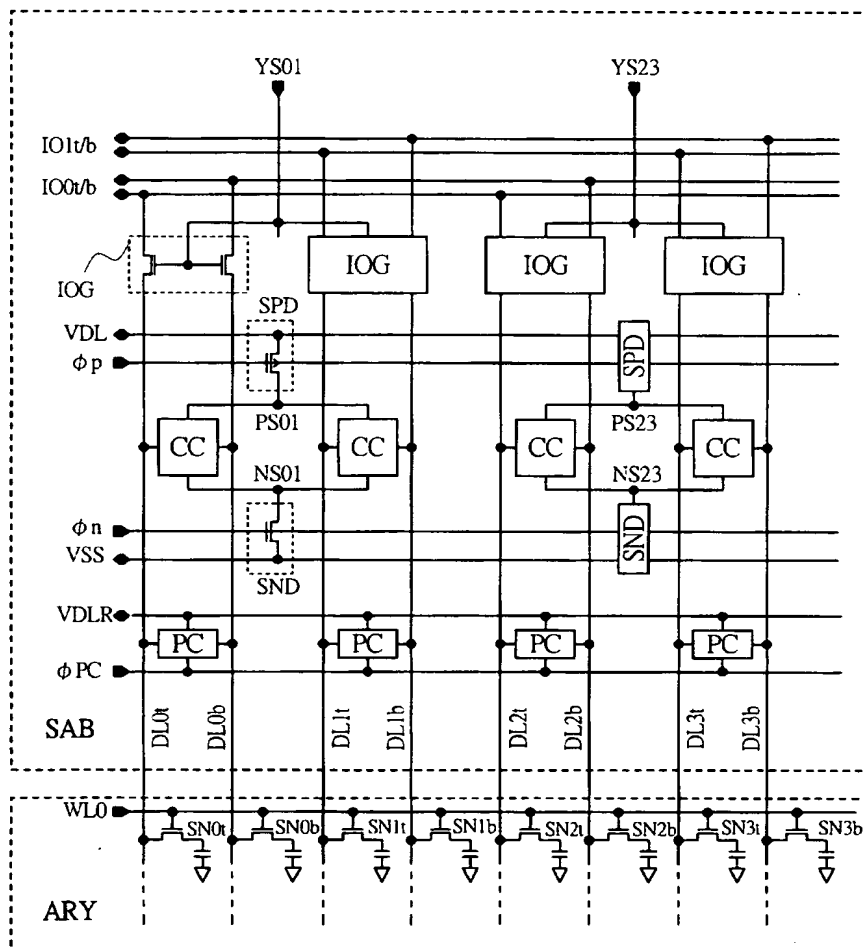 YS01 YS23
IO1t/b
IO0t/b
IOG IOG IOG
IOG
SPD
VDL
SPD
ϕp
PS01 PS23
CC CC CC CC
NS01 NS23
ϕn
SND
VSS
SND
VDLR
PC PC PC PC
ϕPC
DL0t DL0b DL1t DL1b DL2t DL2b DL3t DL3b
SAB
WL0
SN0t SN0b SN1t SN1b SN2t SN2b SN3t SN3b
ARY